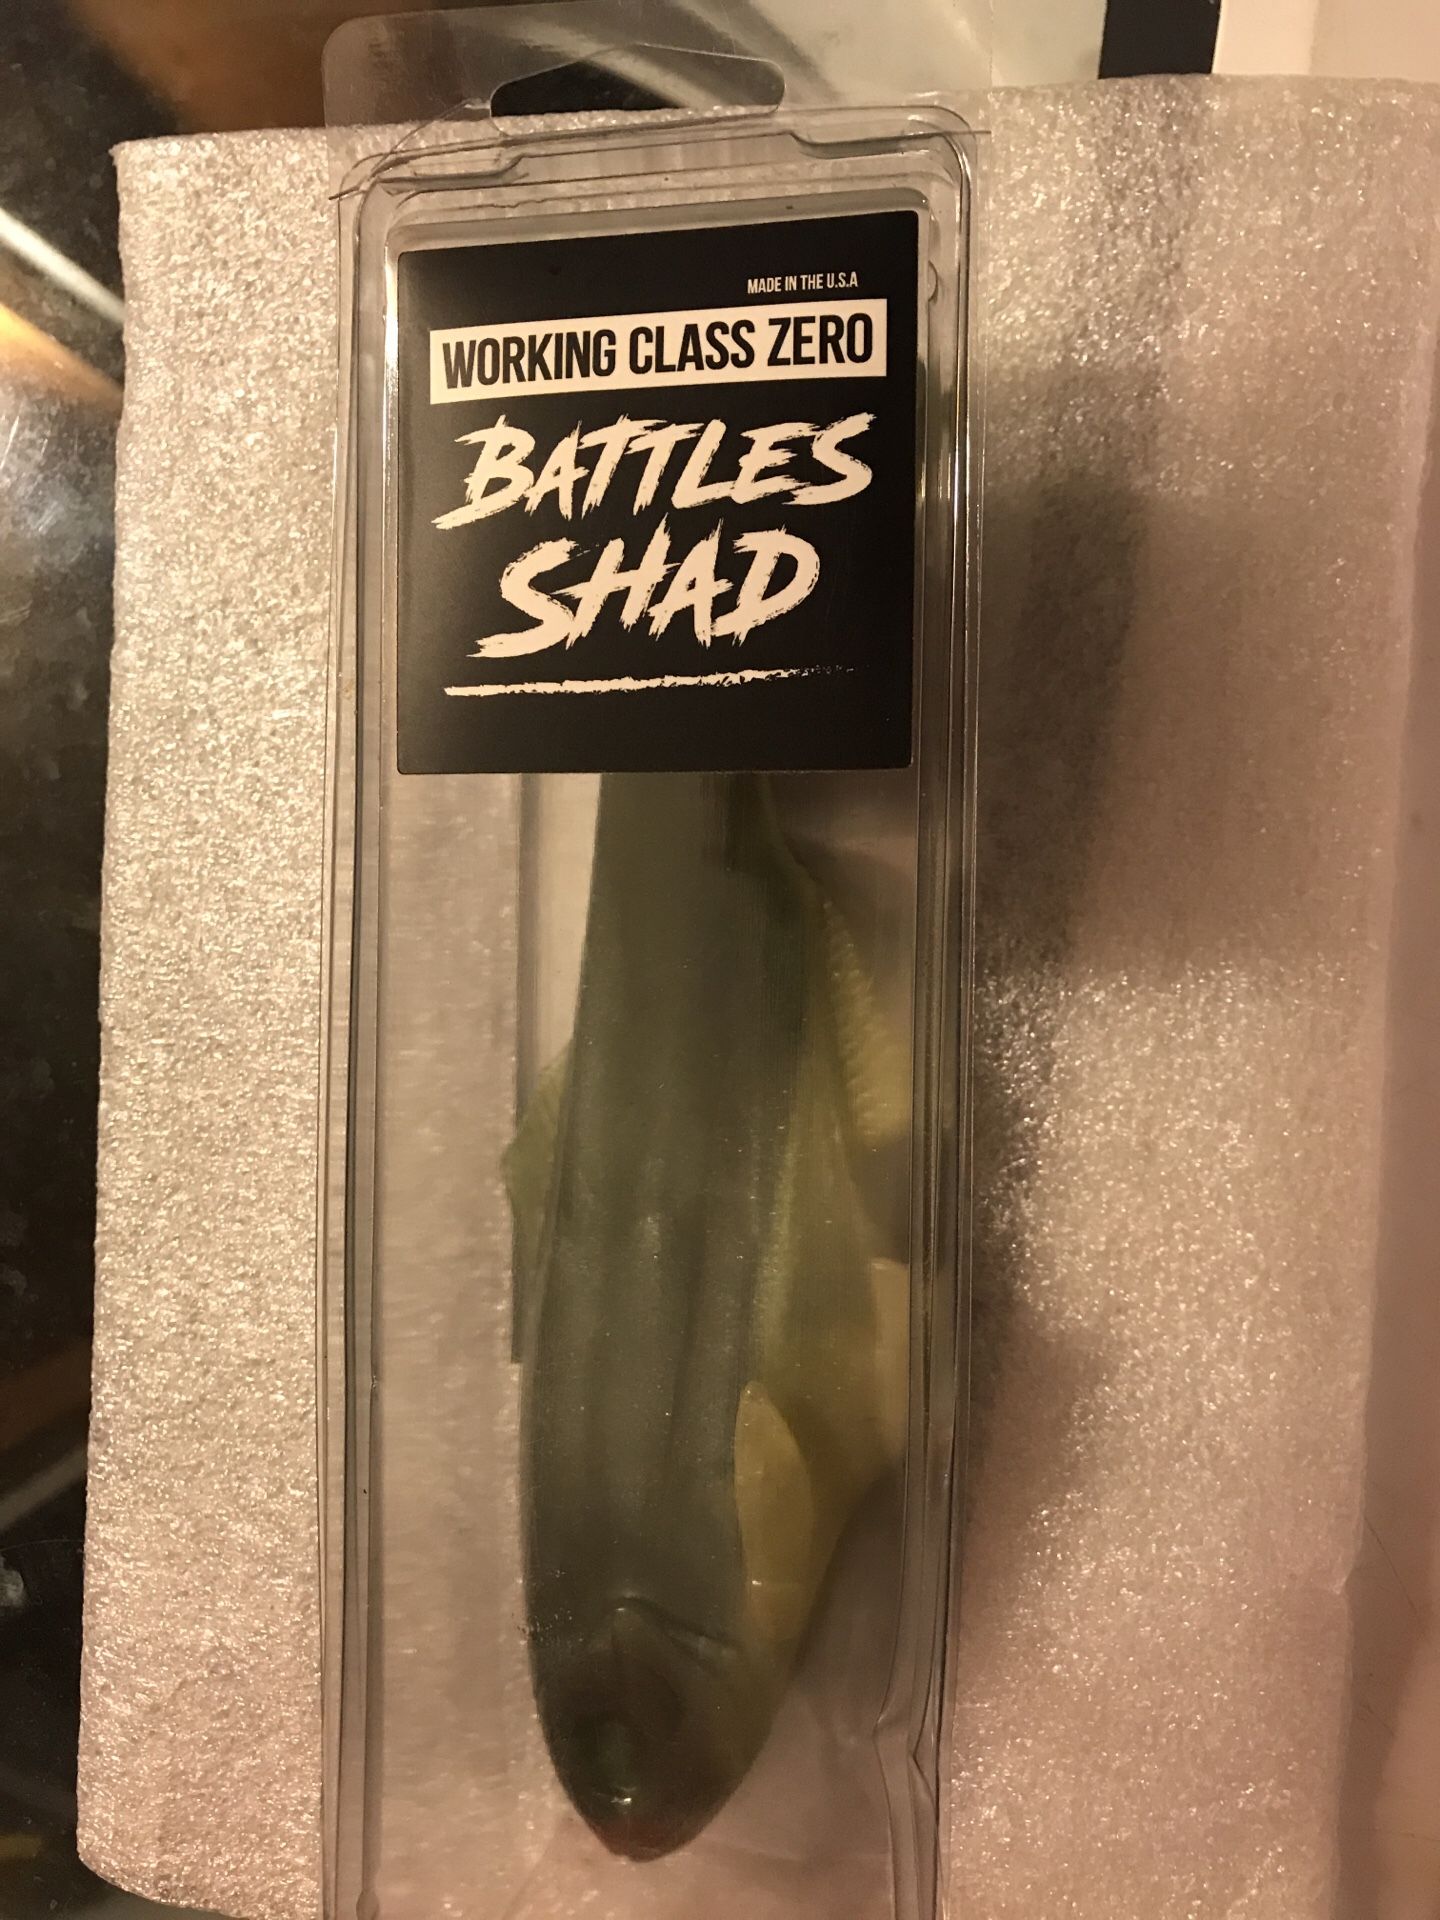 MADE IN THE U.S.A
WORKING CLASS ZERO
BATTLES
SHAD